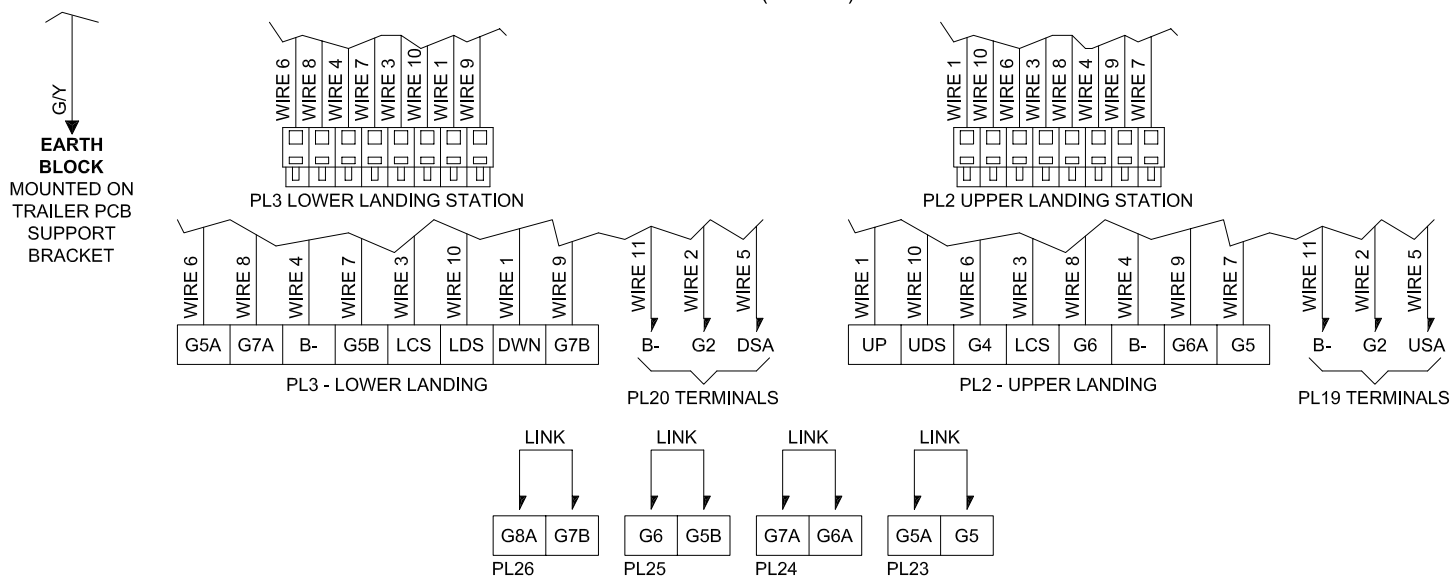 G/Y
EARTH
BLOCK
MOUNTED ON
TRAILER PCB
SUPPORT
BRACKET
WIRE 6
WIRE 8
WIRE 4
WIRE 7
WIRE 3
WIRE 10
WIRE 1
WIRE 9
PL3 LOWER LANDING STATION
WIRE 1
WIRE 10
WIRE 6
WIRE 3
WIRE 8
WIRE 4
WIRE 9
WIRE 7
PL2 UPPER LANDING STATION
WIRE 6
WIRE 8
WIRE 4
WIRE 7
WIRE 3
WIRE 10
WIRE 1
WIRE 9
WIRE 11
WIRE 2
WIRE 5
G5A G7A B- G5B LCS LDS DWN G7B
B- G2 DSA
PL3 - LOWER LANDING
PL20 TERMINALS
WIRE 1
WIRE 10
WIRE 6
WIRE 3
WIRE 8
WIRE 4
WIRE 9
WIRE 7
WIRE 11
WIRE 2
WIRE 5
UP UDS G4 LCS G6 B- G6A G5
B- G2 USA
PL2 - UPPER LANDING
PL19 TERMINALS
LINK LINK LINK LINK
G8A G7B G6 G5B G7A G6A G5A G5
PL26 PL25 PL24 PL23